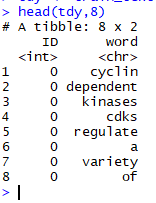 > head(tdy,8)
# A tibble: 8 x 2
ID word
<int> <chr>
1 0 cyclin
2 0 dependent
3 0 kinases
4 0 cdks
5 0 regulate
6 0 a
7 0 variety
8 0 of
>